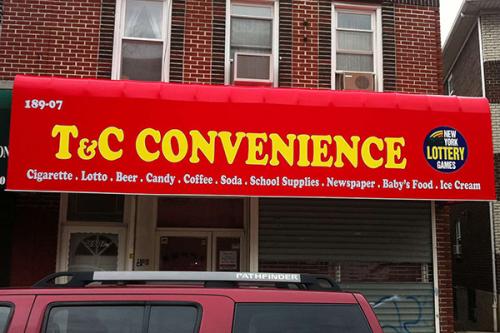 189-07
T&C CONVENIENCE
NEW
YORK
LOTTERY
GAMES
Cigarette . Lotto . Beer . Candy . Coffee . Soda . School Supplies . Newspaper . Baby's Food . Ice Cream
PATHFINDER